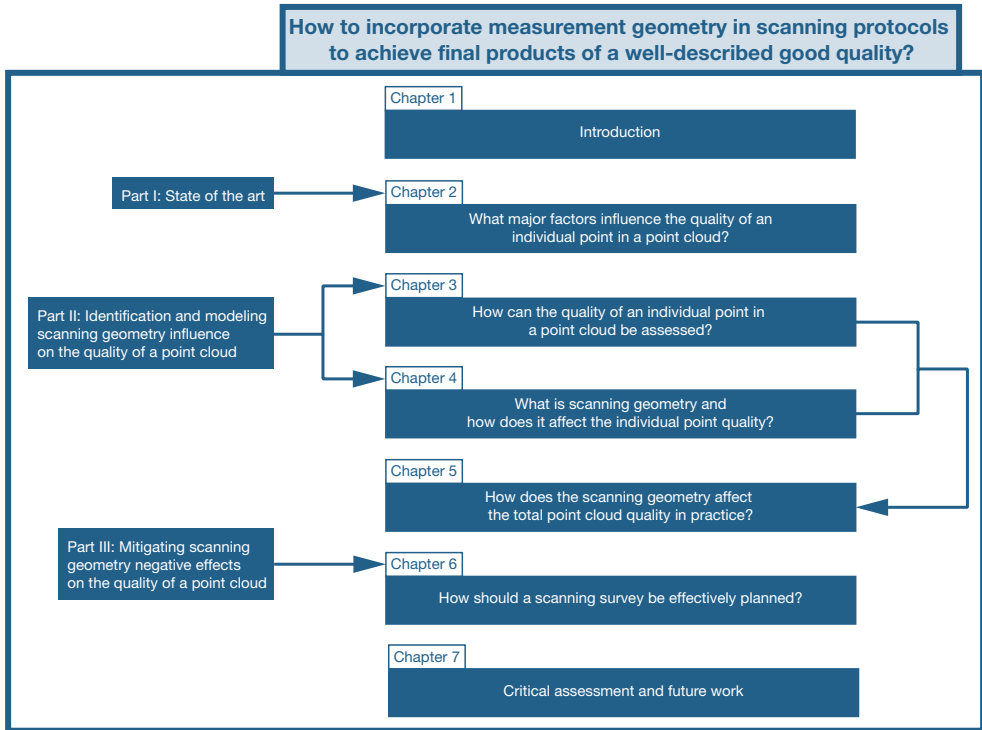 How to incorporate measurement geometry in scanning protocols
to achieve final products of a well-described good quality?
Chapter 1
Introduction
Part I: State of the art
Chapter 2
What major factors influence the quality of an
individual point in a point cloud?
Part II: Identification and modeling
scanning geometry influence
on the quality of a point cloud
Chapter 3
How can the quality of an individual point in
a point cloud be assessed?
Chapter 4
What is scanning geometry and
how does it affect the individual point quality?
Chapter 5
How does the scanning geometry affect
the total point cloud quality in practice?
Part III: Mitigating scanning
geometry negative effects
on the quality of a point cloud
Chapter 6
How should a scanning survey be effectively planned?
Chapter 7
Critical assessment and future work